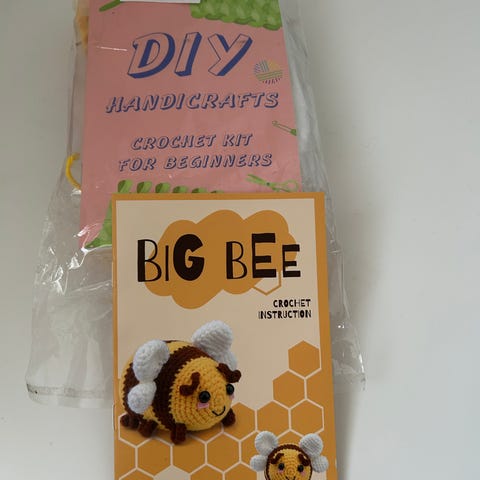 DIY
HANDICRAFTS
CROCHET KIT
FOR BEGINNERS
BIG BEE
CROCHET
INSTRUCTION